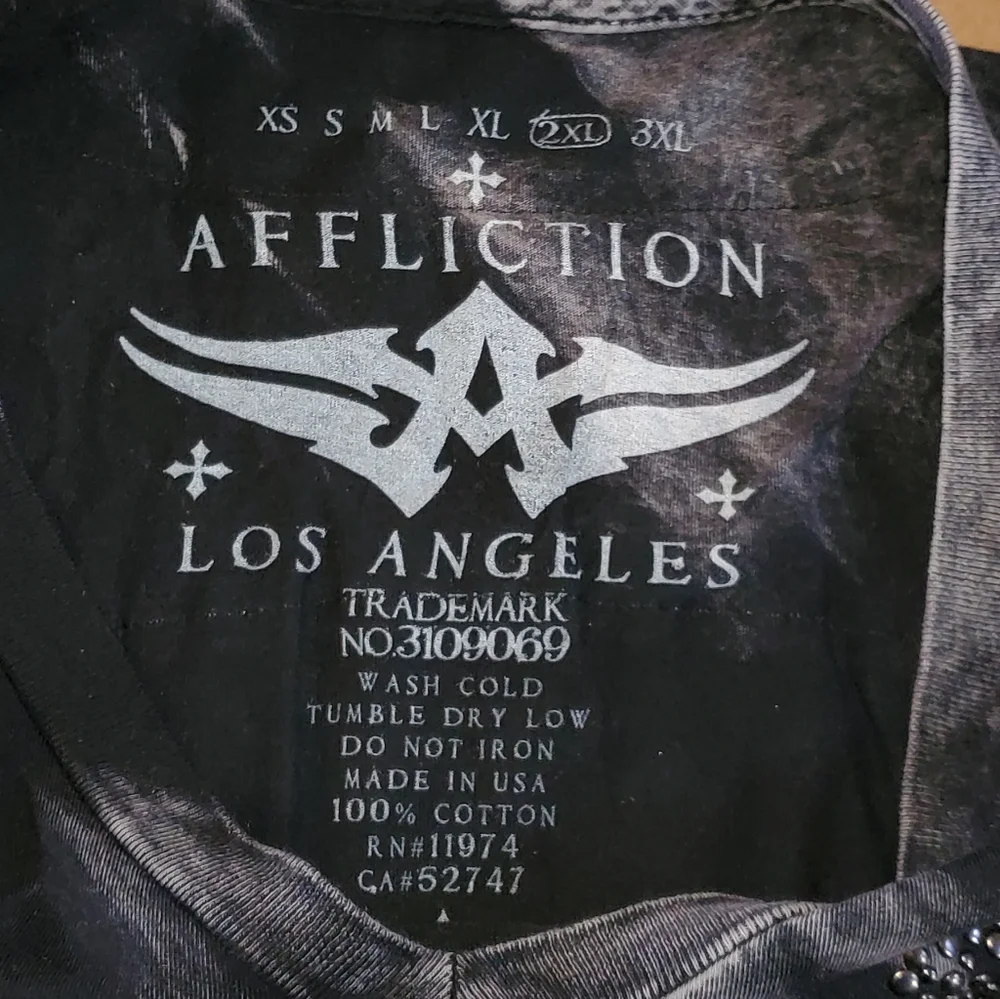 XS S M L XL 2XL 3XL
AFFLICTION
A
LOS ANGELES
TRADEMARK
NO.3109069
WASH COLD
TUMBLE DRY LOW
DO NOT IRON
MADE IN USA
100% COTTON
RN#11974
CA#52747